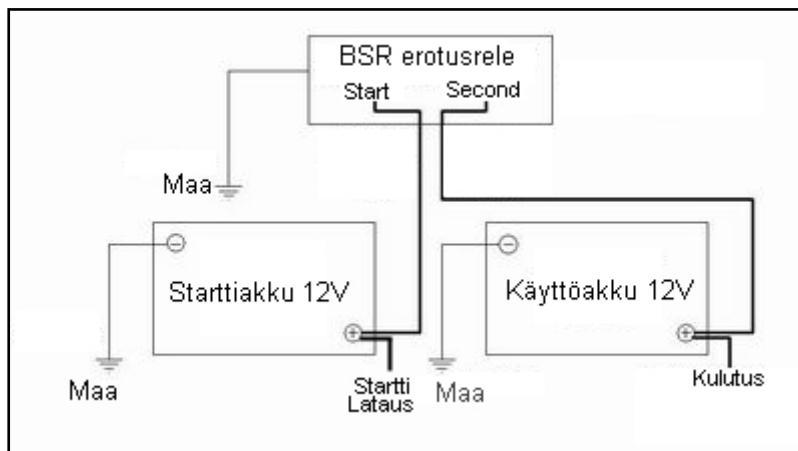 BSR erotusrele
Start Second
Maa
Starttiakku 12V
Käyttöakku 12V
Maa
Startti
Lataus
Maa
Kulutus